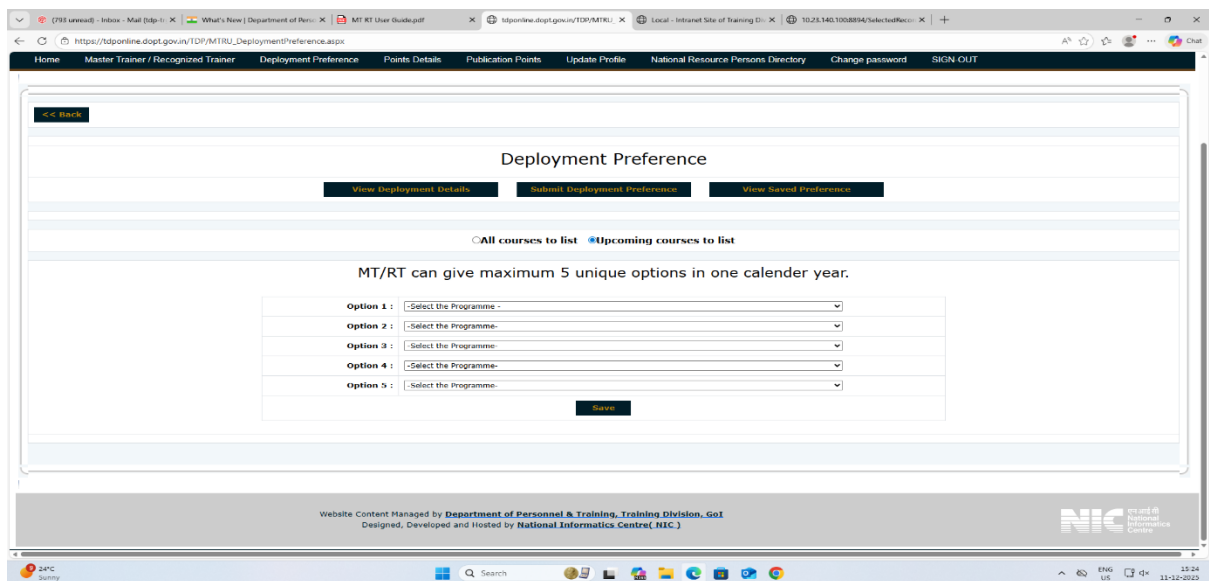 (793 unread) - Inbox - Mail (tdp-
What's New | Department of Pers
MT RT User Guide.pdf
tdponline.dopt.gov.in/TDP/MTRU_
Local - Intranet Site of Training Di
10.23.140.100:8894/SelectedRecor
https://tdponline.dopt.gov.in/TDP/MTRU_DeploymentPreference.aspx
Chat
Home Master Trainer / Recognized Trainer Deployment Preference Points Details Publication Points Update Profile National Resource Persons Directory Change password SIGN-OUT
<< Back
Deployment Preference
View Deployment Details Submit Deployment Preference View Saved Preference
All courses to list Upcoming courses to list
MT/RT can give maximum 5 unique options in one calender year.
Option 1 : -Select the Programme -
Option 2 : -Select the Programme-
Option 3 : -Select the Programme-
Option 4 : -Select the Programme-
Option 5 : -Select the Programme-
Save
Website Content Managed by Department of Personnel & Training, Training Division, GoI
Designed, Developed and Hosted by National Informatics Centre( NIC )
NIC
एन आई सी
National
Informatics
Centre
24°C
Sunny
Search
ENG
US
15:24
11-12-2025